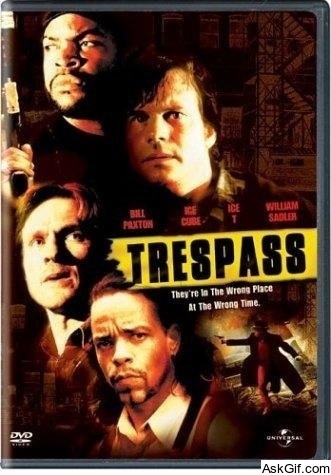 BILL PAXTON
ICE CUBE
ICE T
WILLIAM SADLER
TRESPASS
They're In The Wrong Place
At The Wrong Time.
DVD
VIDEO
UNIVERSAL
AskGif.com